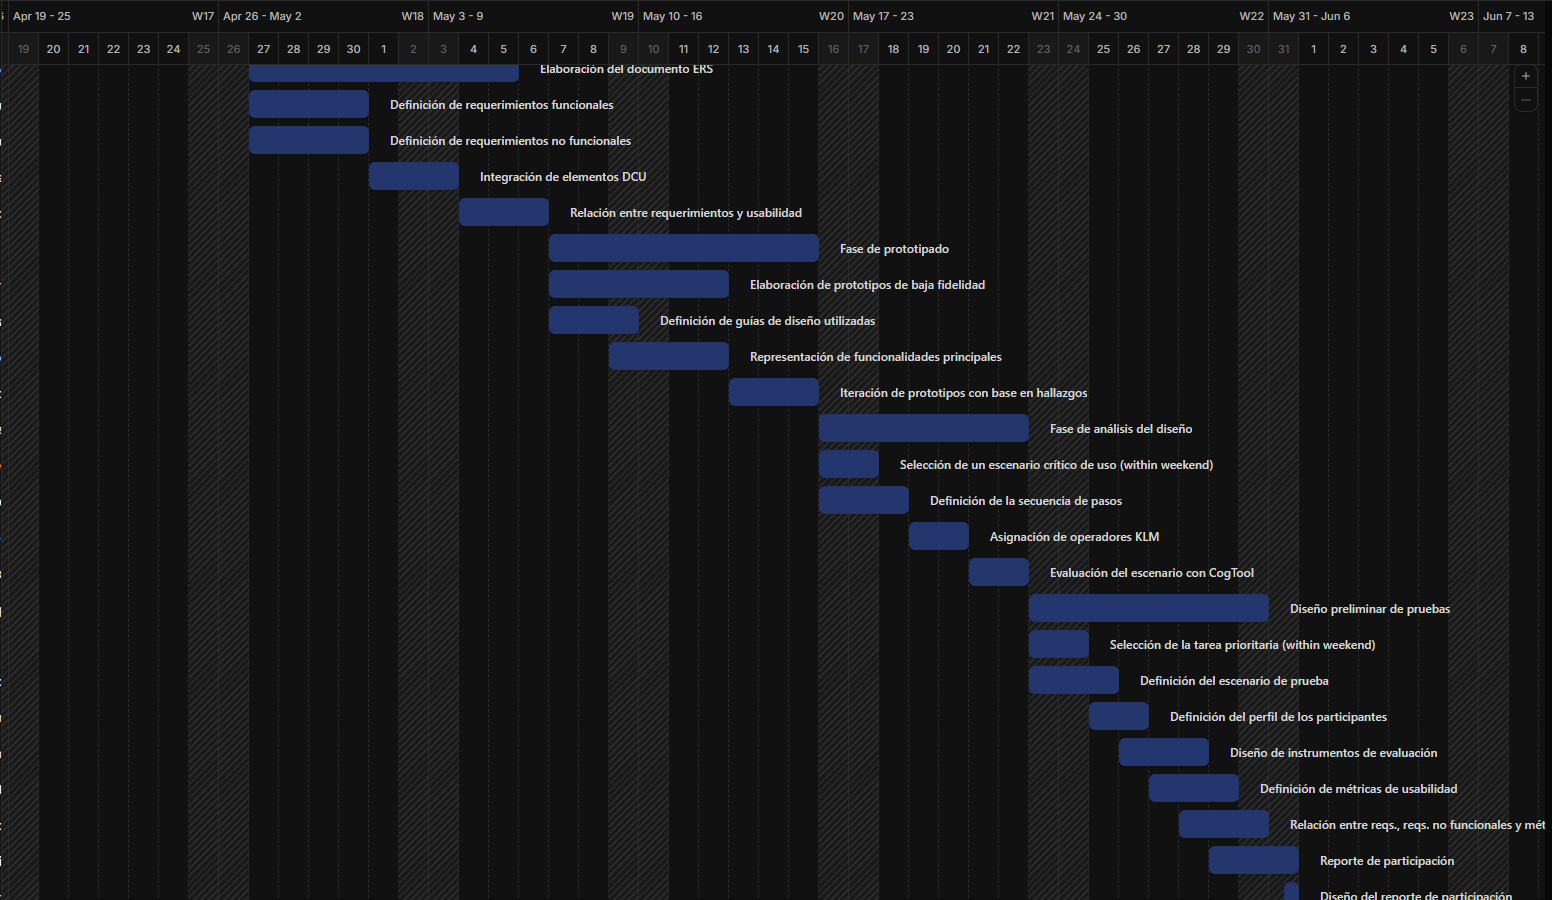 Apr 19 - 25 W17 Apr 26 - May 2 W18 May 3 - 9 W19 May 10 - 16 W20 May 17 - 23 W21 May 24 - 30 W22 May 31 - Jun 6 W23 Jun 7 - 13
19 20 21 22 23 24 25 26 27 28 29 30 1 2 3 4 5 6 7 8 9 10 11 12 13 14 15 16 17 18 19 20 21 22 23 24 25 26 27 28 29 30 31 1 2 3 4 5 6 7 8
Elaboración del documento ERS
Definición de requerimientos funcionales
Definición de requerimientos no funcionales
Integración de elementos DCU
Relación entre requerimientos y usabilidad
Fase de prototipado
Elaboración de prototipos de baja fidelidad
Definición de guías de diseño utilizadas
Representación de funcionalidades principales
Iteración de prototipos con base en hallazgos
Fase de análisis del diseño
Selección de un escenario crítico de uso (within weekend)
Definición de la secuencia de pasos
Asignación de operadores KLM
Evaluación del escenario con CogTool
Diseño preliminar de pruebas
Selección de la tarea prioritaria (within weekend)
Definición del escenario de prueba
Definición del perfil de los participantes
Diseño de instrumentos de evaluación
Definición de métricas de usabilidad
Relación entre reqs., reqs. no funcionales y mét
Reporte de participación
Diseño del reporte de participación